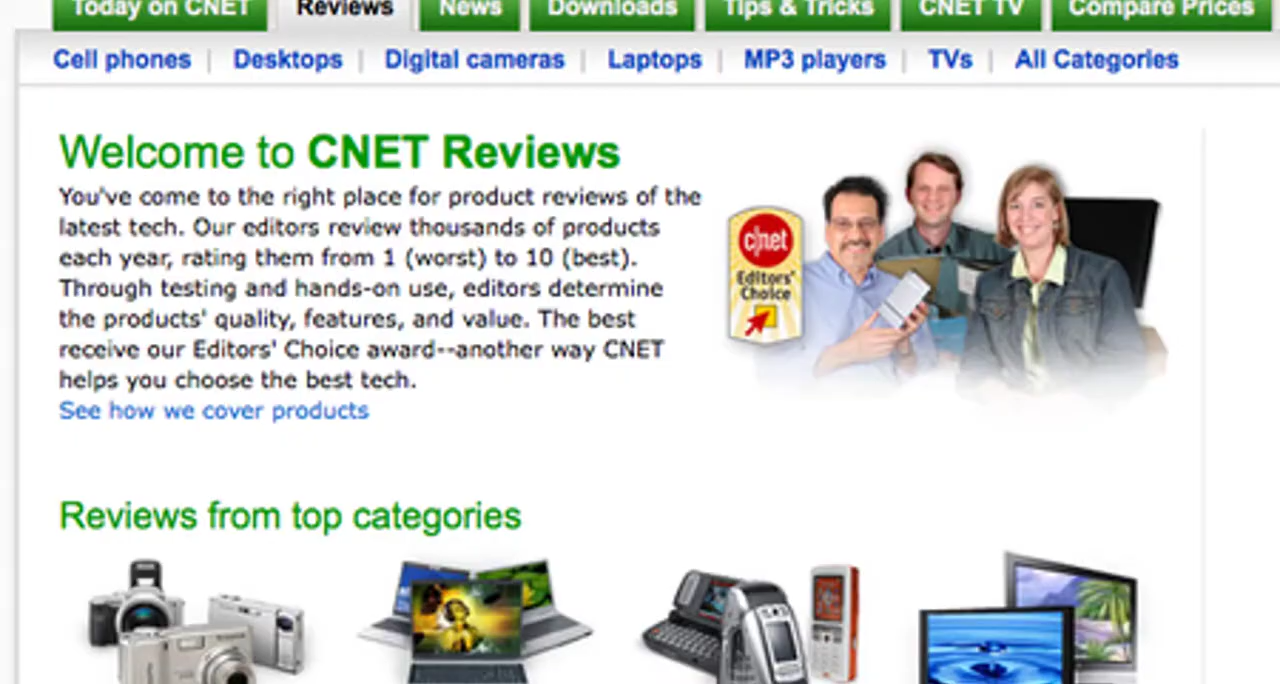 Today on CNET Reviews News Downloads Tips & Tricks CNET TV Compare Prices
Cell phones | Desktops | Digital cameras | Laptops | MP3 players | TVs | All Categories
Welcome to CNET Reviews
You've come to the right place for product reviews of the
latest tech. Our editors review thousands of products
each year, rating them from 1 (worst) to 10 (best).
Through testing and hands-on use, editors determine
the products' quality, features, and value. The best
receive our Editors' Choice award--another way CNET
helps you choose the best tech.
See how we cover products
c|net
Editors'
Choice
Reviews from top categories